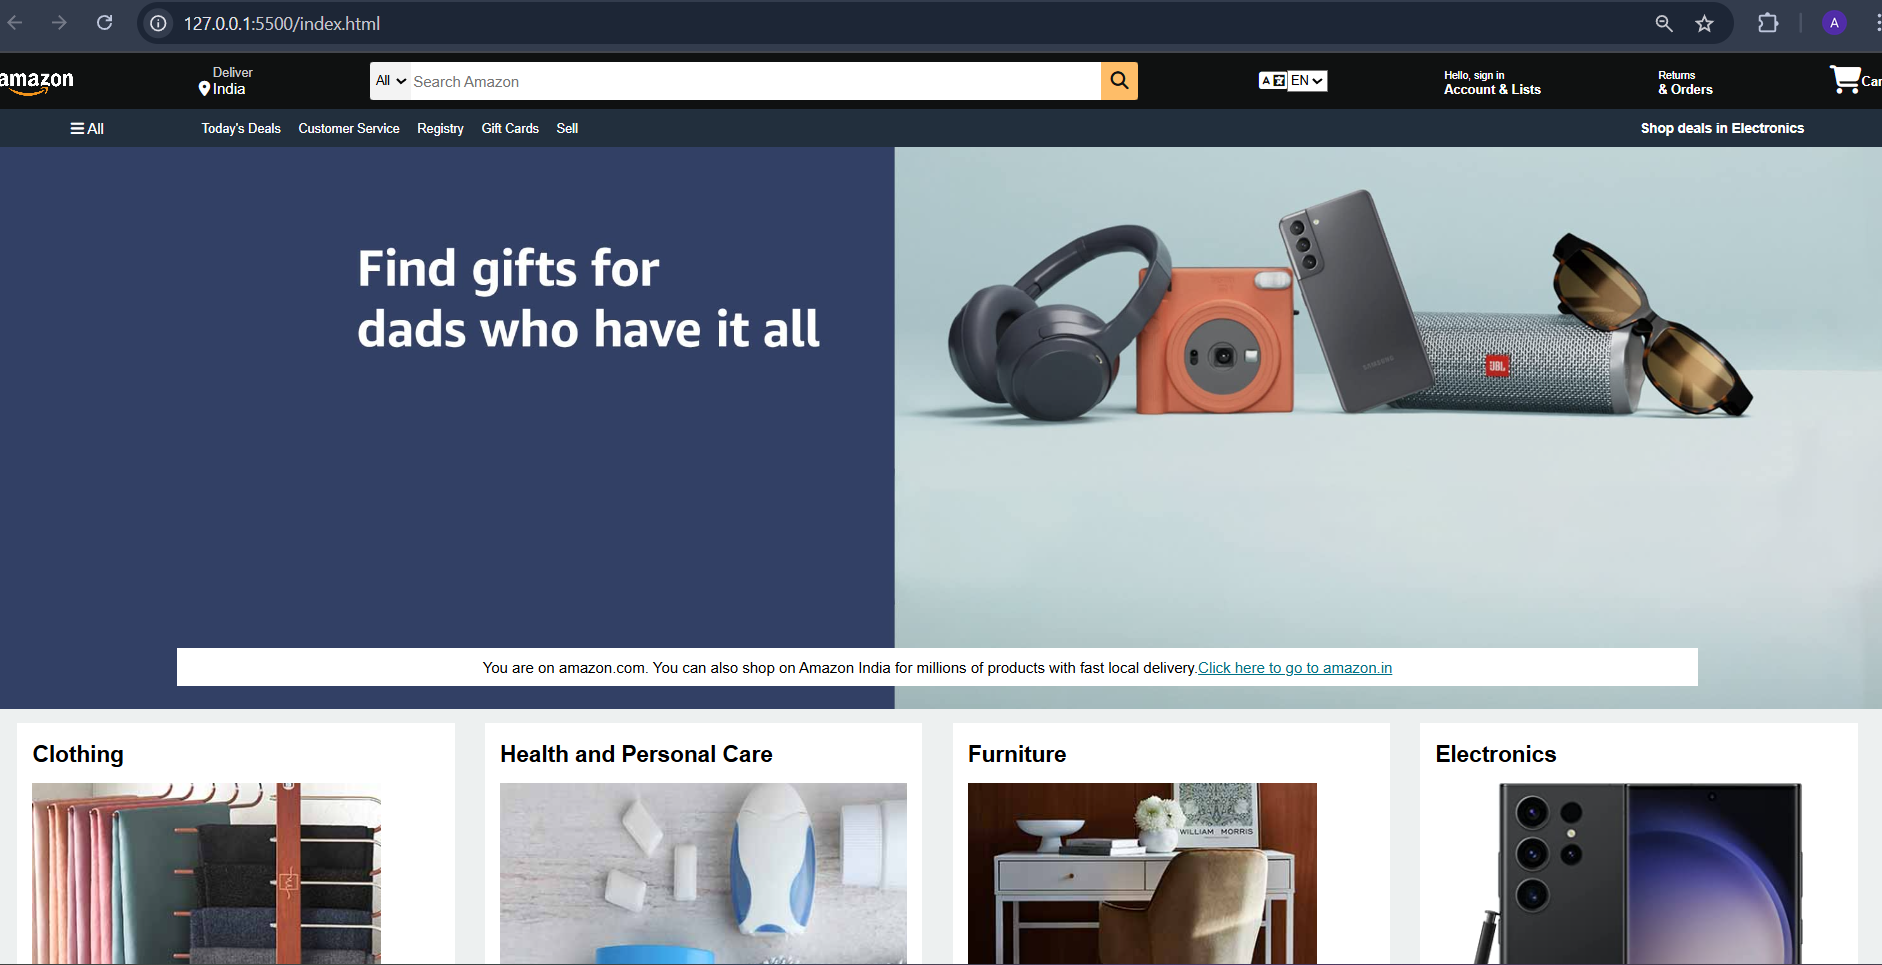 127.0.0.1:5500/index.html
A
amazon
Deliver
India
All
Search Amazon
EN
Hello, sign in
Account & Lists
Returns
& Orders
All
Today's Deals
Customer Service
Registry
Gift Cards
Sell
Shop deals in Electronics
Find gifts for
dads who have it all
SAMSUNG
JBL
You are on amazon.com. You can also shop on Amazon India for millions of products with fast local delivery.Click here to go to amazon.in
Clothing
Health and Personal Care
Furniture
Electronics
WILLIAM MORRIS